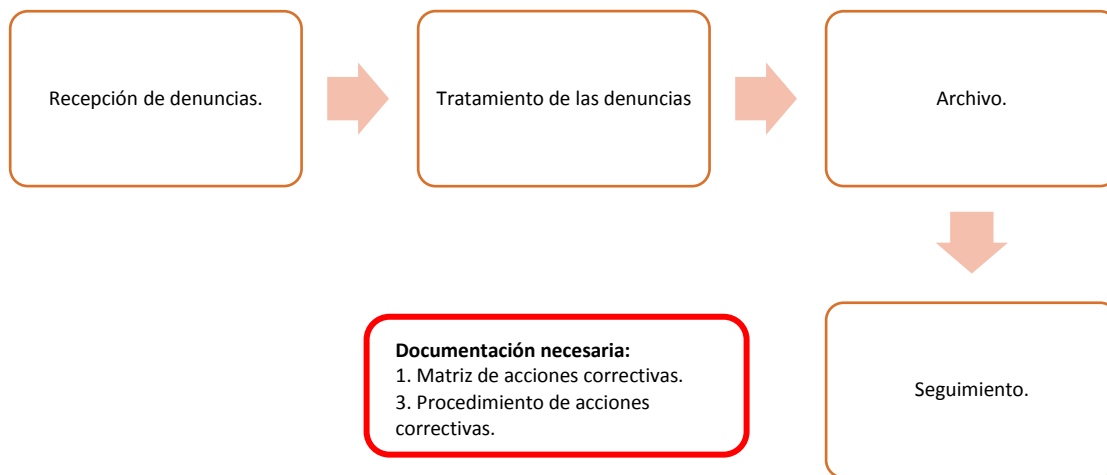 Recepción de denuncias.
Tratamiento de las denuncias
Archivo.
Documentación necesaria:
1. Matriz de acciones correctivas.
3. Procedimiento de acciones
correctivas.
Seguimiento.